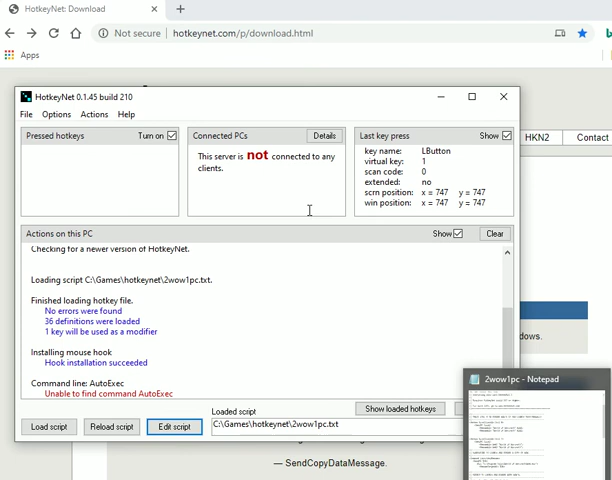 HotkeyNet: Download
Not secure
hotkeynet.com/p/download.html
Apps
HotkeyNet 0.1.45 build 210
File Options Actions Help
Pressed hotkeys
Turn on
Connected PCs
Details
Last key press
Show
This server is not connected to any
clients.
key name: LButton
virtual key: 1
scan code: 0
extended: no
scrn position: x = 747 y = 747
win position: x = 747 y = 747
HKN2
Contact
Actions on this PC
Show
Clear
Checking for a newer version of HotkeyNet.
Loading script C:\Games\hotkeynet\2wow1pc.txt.
Finished loading hotkey file.
No errors were found
36 definitions were loaded
1 key will be used as a modifier
Installing mouse hook
Hook installation succeeded
Command line: AutoExec
Unable to find command AutoExec
dows.
2wow1pc - Notepad
Load script
Reload script
Edit script
Loaded script
Show loaded hotkeys
C:\Games\hotkeynet\2wow1pc.txt
— SendCopyDataMessage.